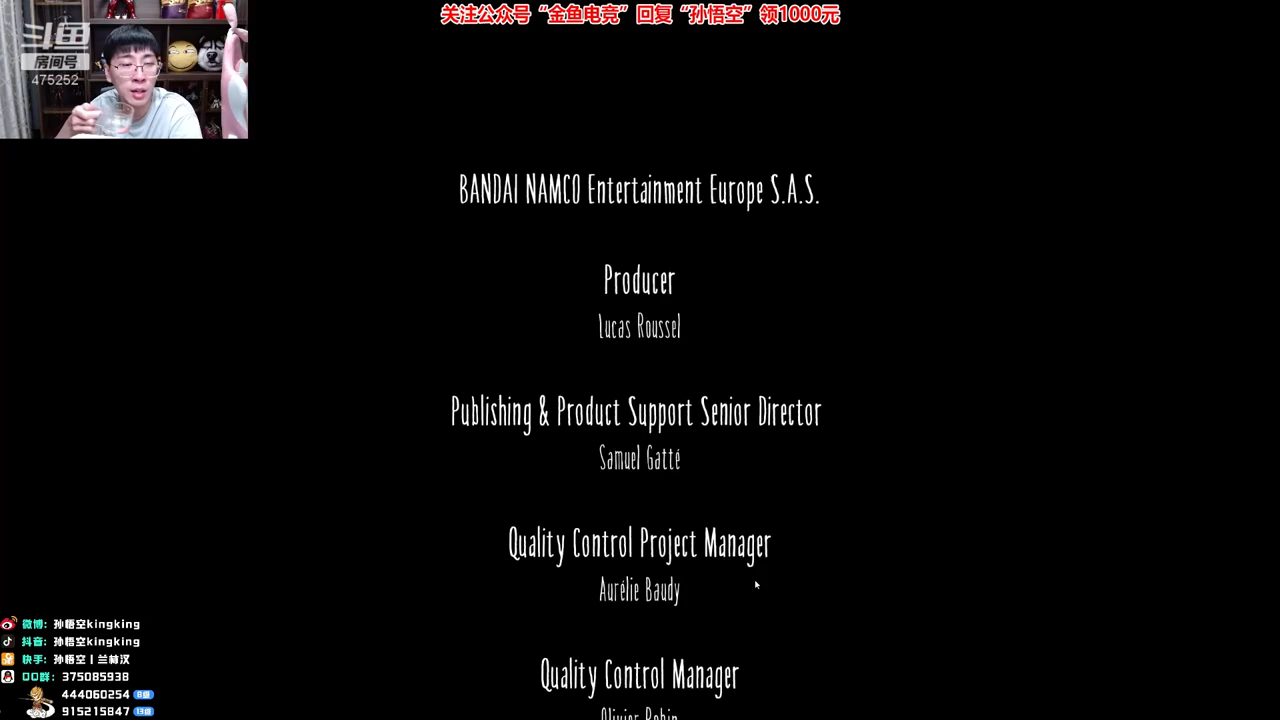 关注公众号“金鱼电竞”回复“孙悟空”领1000元
斗鱼
房间号
475252
BANDAI NAMCO Entertainment Europe S.A.S.
Producer
Lucas Roussel
Publishing & Product Support Senior Director
Samuel Gatté
Quality Control Project Manager
Aurélie Baudy
Quality Control Manager
Olivier Robin
微博: 孙悟空kingking
抖音: 孙悟空kingking
快手: 孙悟空丨兰林汉
QQ群: 375085938
444060254
915215847